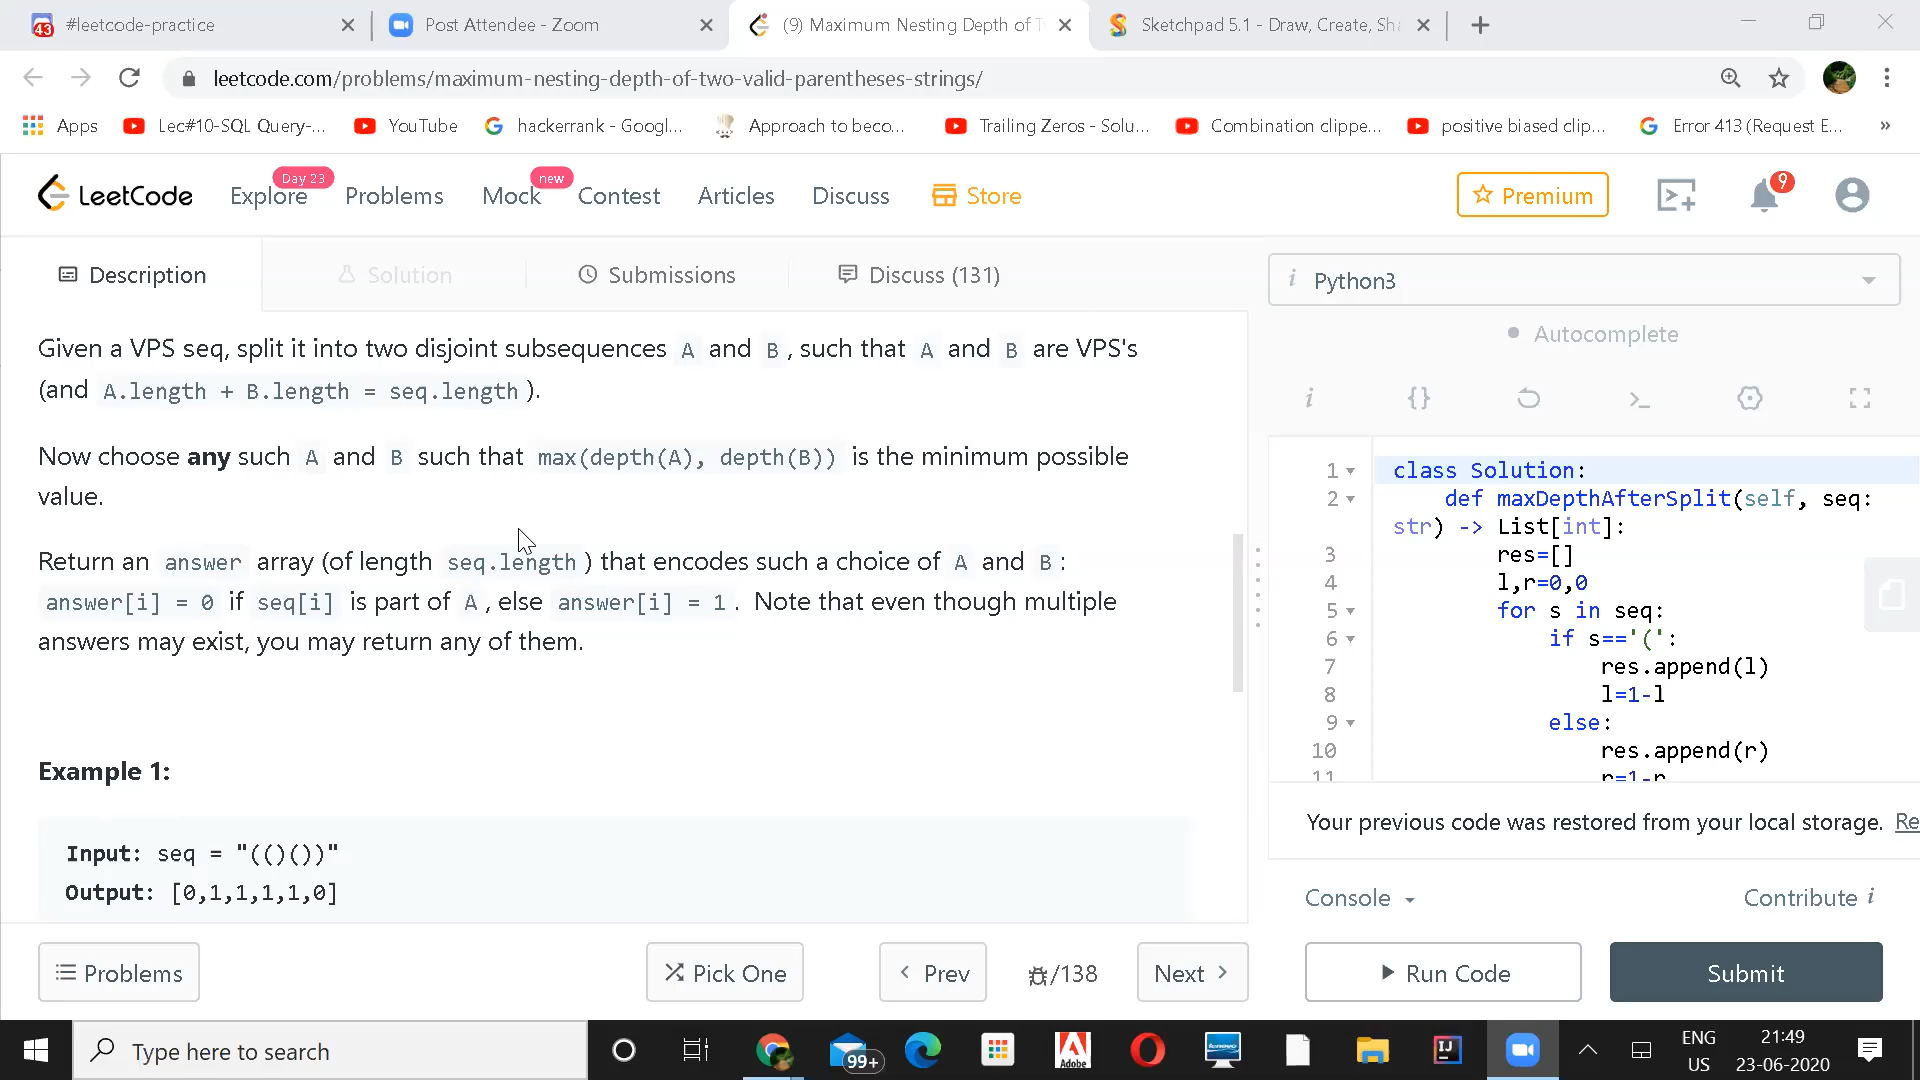 #leetcode-practice
Post Attendee - Zoom
(9) Maximum Nesting Depth of T
Sketchpad 5.1 - Draw, Create, Sha
leetcode.com/problems/maximum-nesting-depth-of-two-valid-parentheses-strings/
Apps
Lec#10-SQL Query-...
YouTube
hackerrank - Googl...
Approach to beco...
Trailing Zeros - Solu...
Combination clippe...
positive biased clip...
Error 413 (Request E...
»
LeetCode
Explore
Day 23
Problems
Mock
new
Contest
Articles
Discuss
Store
Premium
9
Description
Solution
Submissions
Discuss (131)
Given a VPS seq, split it into two disjoint subsequences A and B, such that A and B are VPS's
(and A.length + B.length = seq.length).
Now choose any such A and B such that max(depth(A), depth(B)) is the minimum possible
value.
Return an answer array (of length seq.length) that encodes such a choice of A and B:
answer[i] = 0 if seq[i] is part of A, else answer[i] = 1. Note that even though multiple
answers may exist, you may return any of them.
Example 1:
Input: seq = "(()())"
Output: [0,1,1,1,1,0]
Problems
Pick One
Prev
/138
Next
i Python3
Autocomplete
i {} >_
1 class Solution:
2 def maxDepthAfterSplit(self, seq:
str) -> List[int]:
3 res=[]
4 l,r=0,0
5 for s in seq:
6 if s=='(':
7 res.append(l)
8 l=1-l
9 else:
10 res.append(r)
11 r=1-r
Your previous code was restored from your local storage. Re
Console
Contribute i
Run Code
Submit
Type here to search
99+
Adobe
lenovo
IJ
ENG
US
21:49
23-06-2020
43